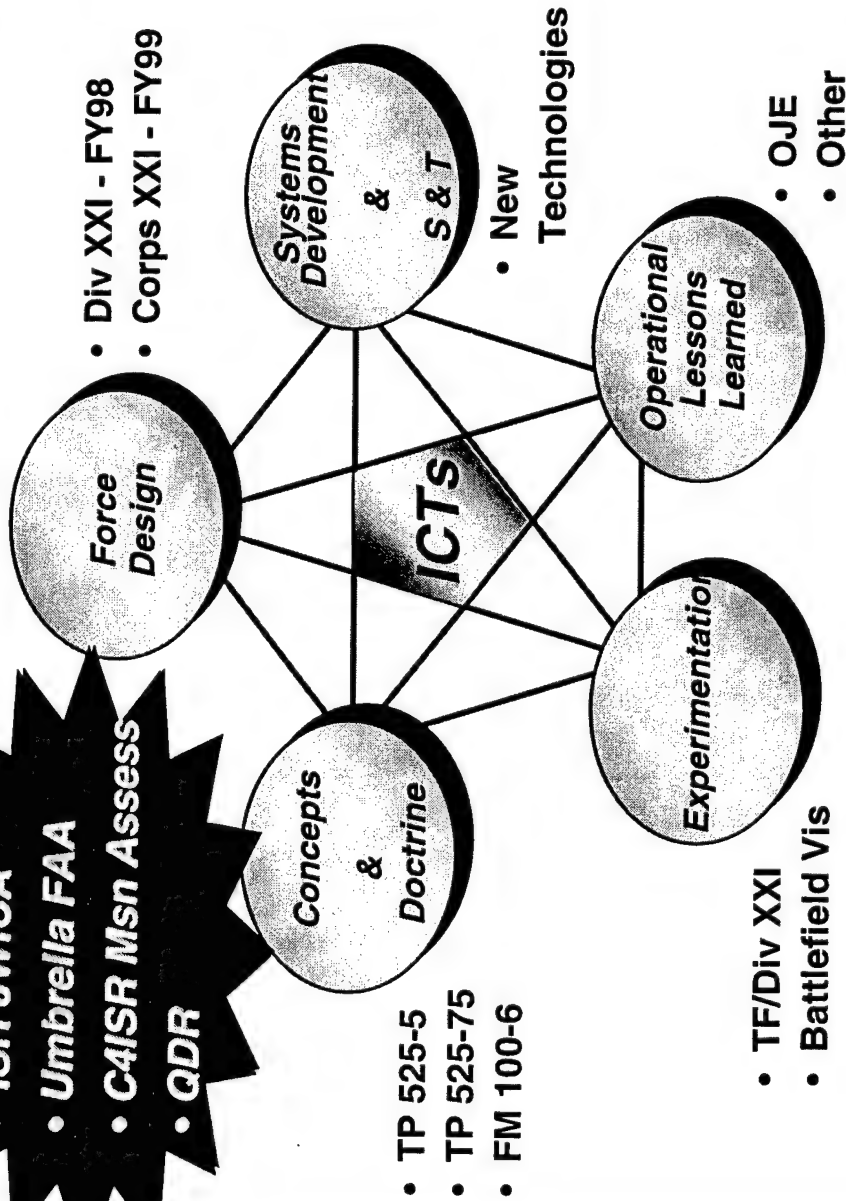 • Umbrella FAA
• C4ISR Msn Assess
• QDR
Force
Design
• Div XXI - FY98
• Corps XXI - FY99
Concepts
&
Doctrine
• TP 525-5
• TP 525-75
• FM 100-6
ICTs
Systems
Development
&
S & T
• New
Technologies
Experimentation
• TF/Div XXI
• Battlefield Vis
Operational
Lessons
Learned
• OJE
• Other